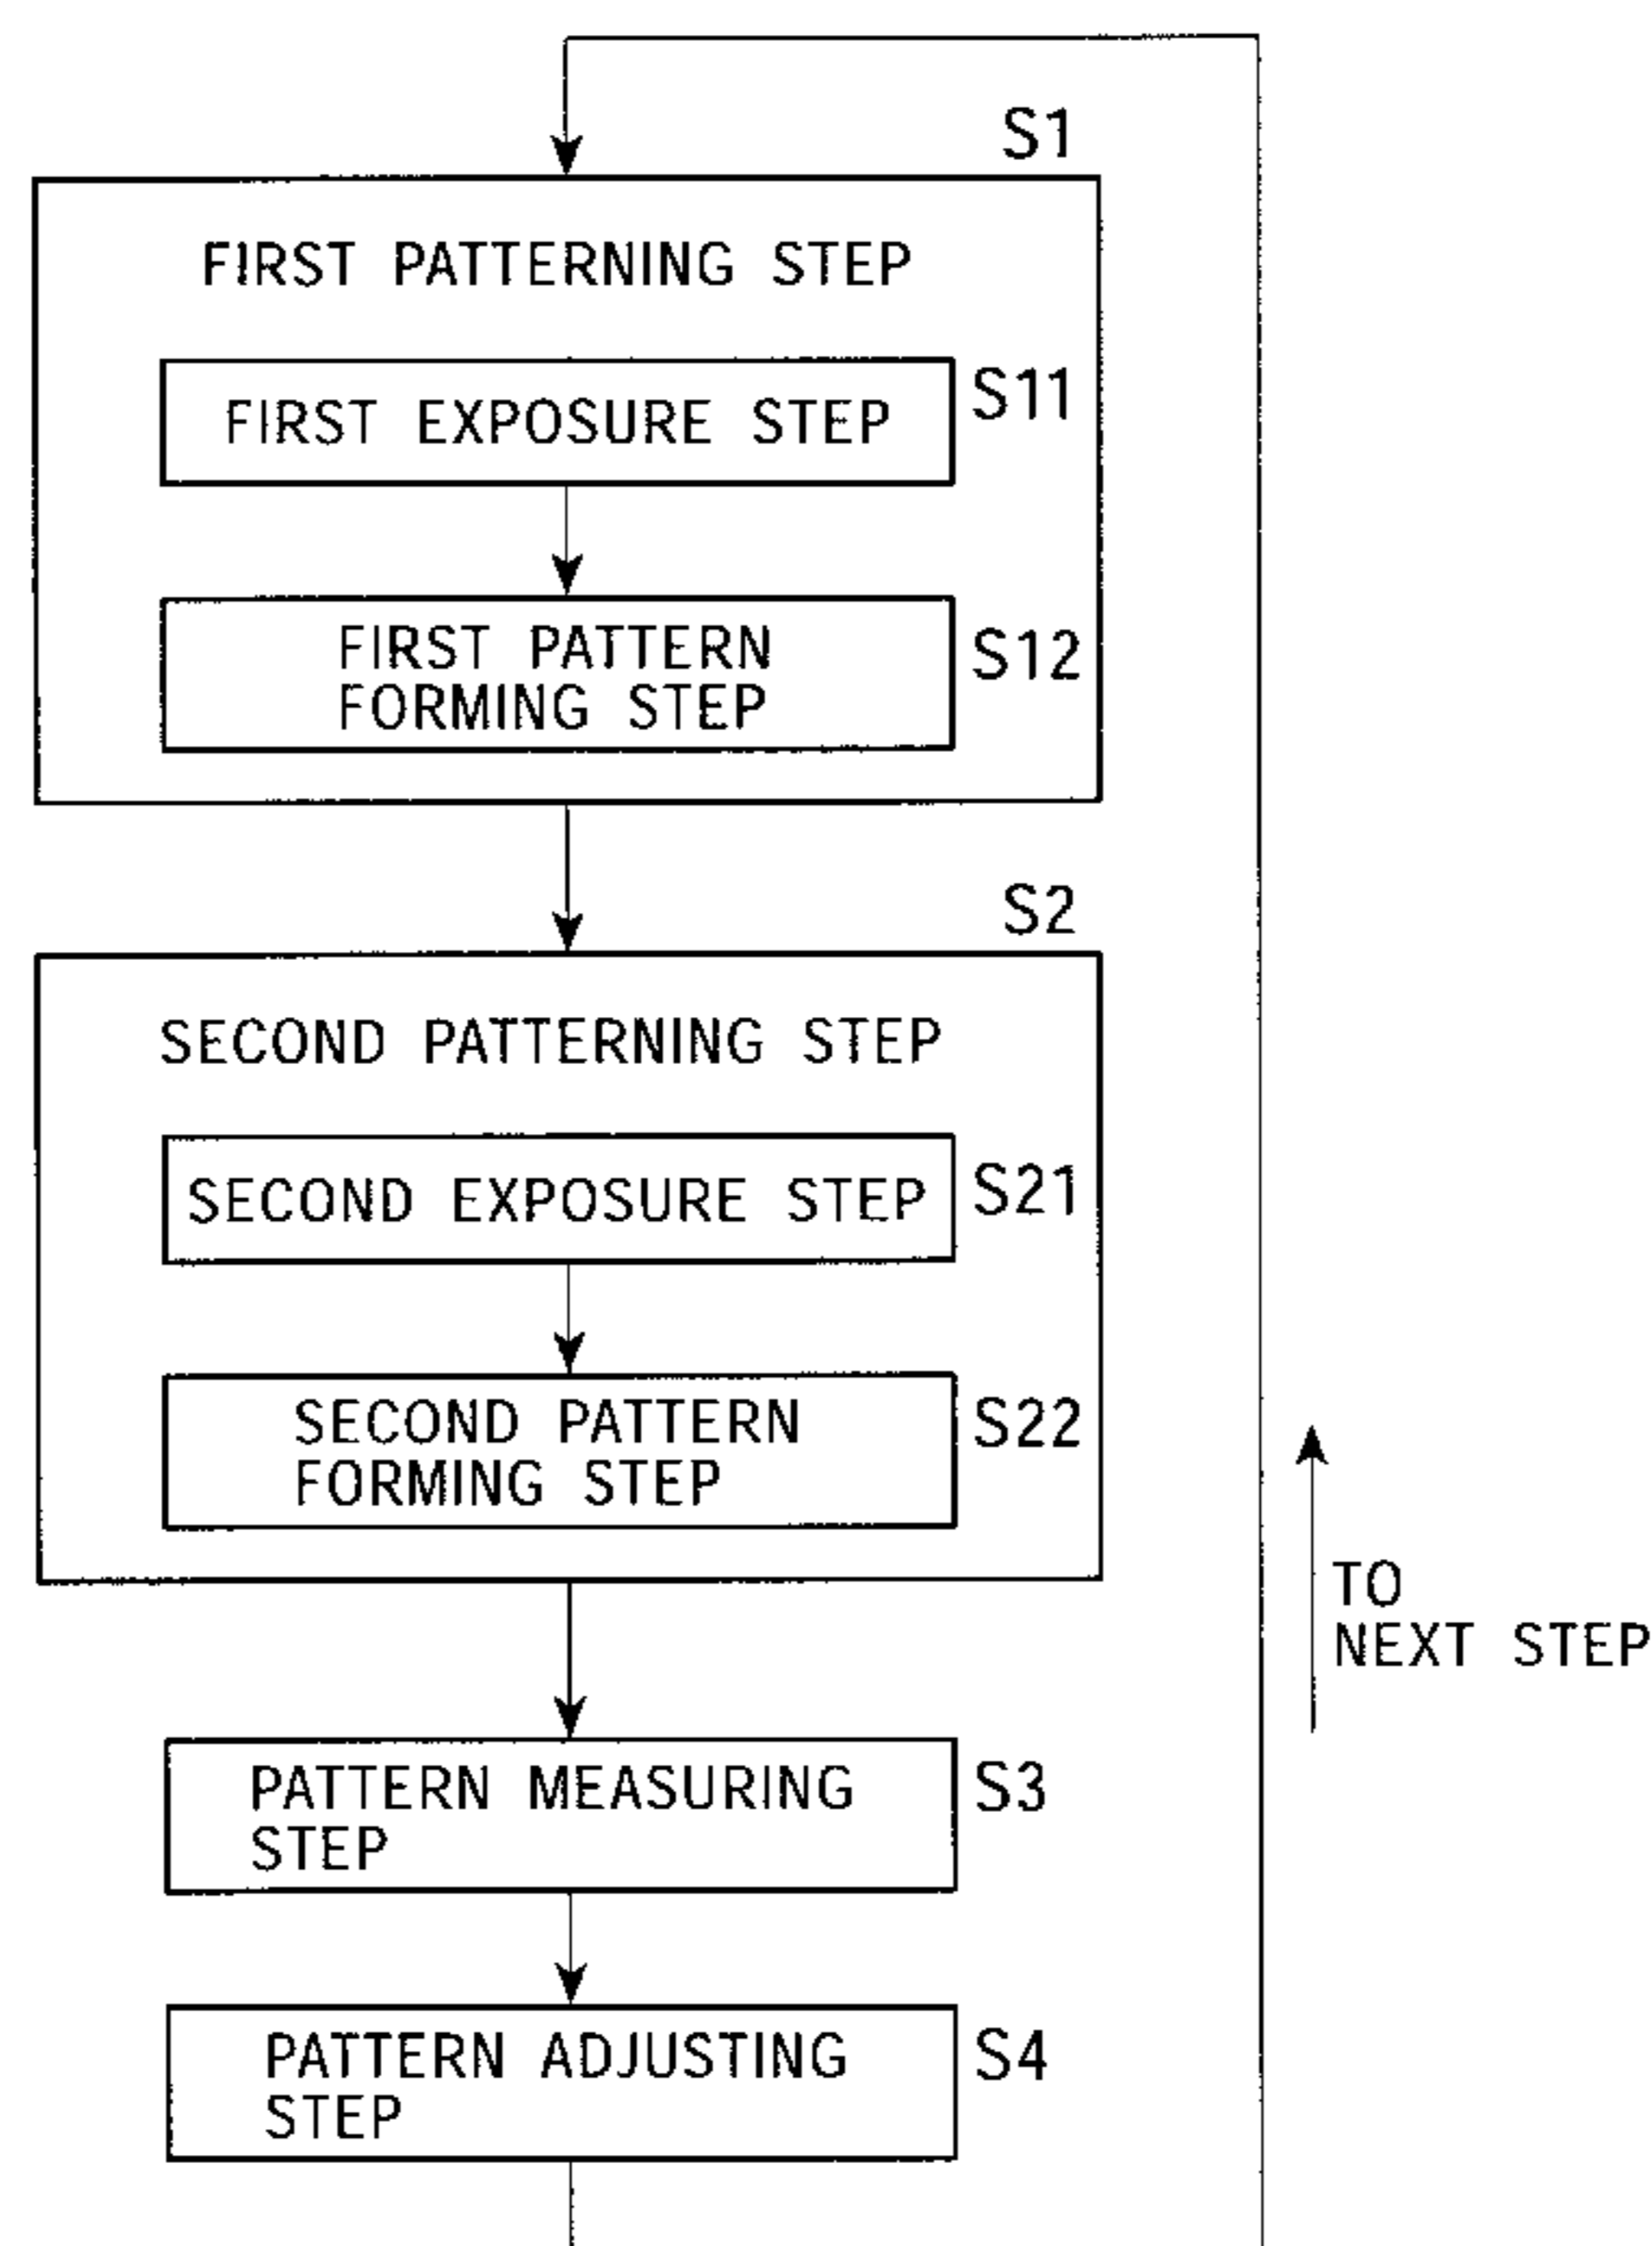 S1
FIRST PATTERNING STEP
FIRST EXPOSURE STEP
S11
FIRST PATTERN
FORMING STEP
S12
S2
SECOND PATTERNING STEP
SECOND EXPOSURE STEP
S21
SECOND PATTERN
FORMING STEP
S22
TO
NEXT STEP
PATTERN MEASURING
STEP
S3
PATTERN ADJUSTING
STEP
S4